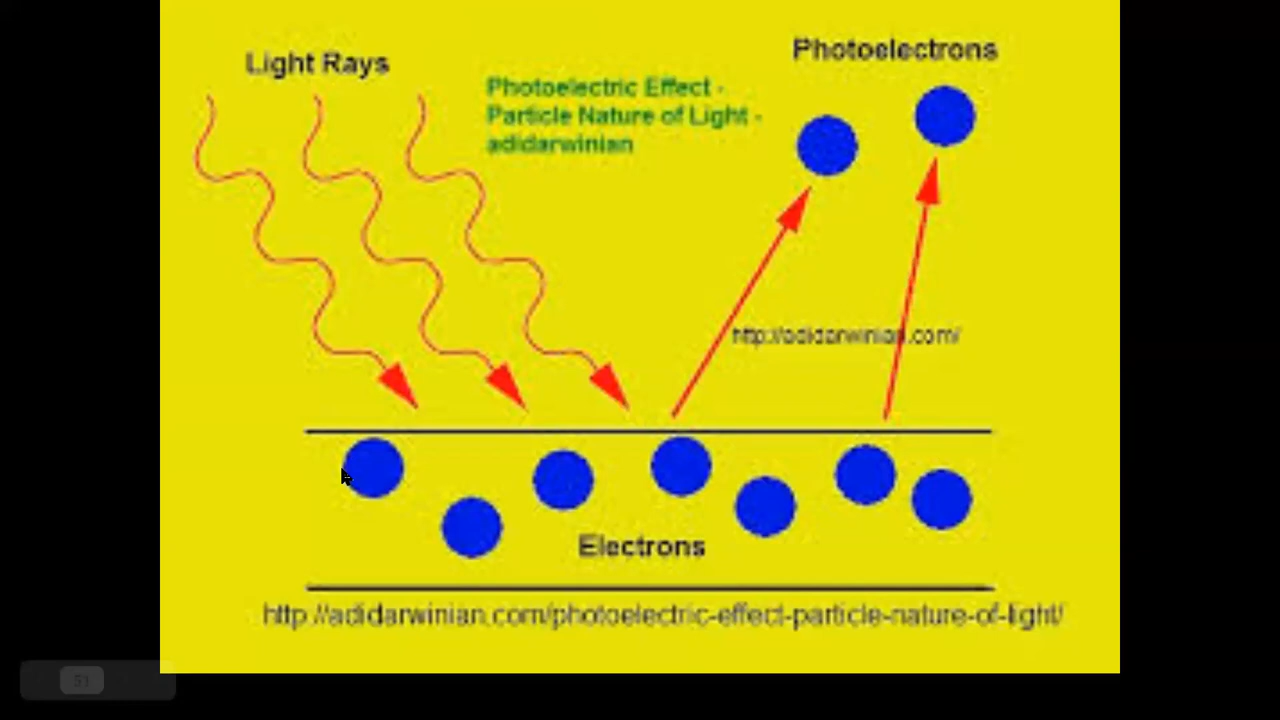 Light Rays
Photoelectrons
Photoelectric Effect -
Particle Nature of Light -
adidarwinian
http://adidarwinian.com/
Electrons
http://adidarwinian.com/photoelectric-effect-particle-nature-of-light/
51